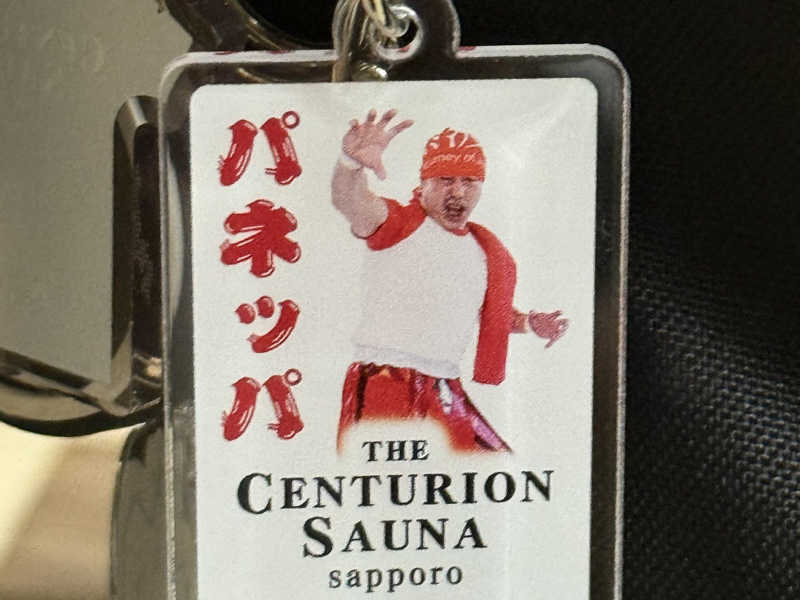 パネッパ
THE
CENTURION
SAUNA
sapporo